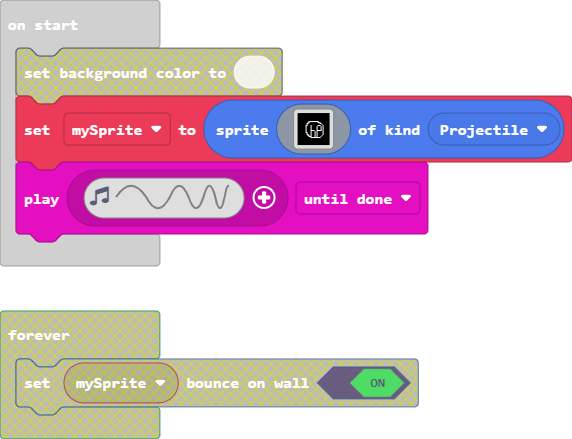 on start
set background color to
set mySprite to sprite of kind Projectile
play until done
forever
set mySprite bounce on wall ON